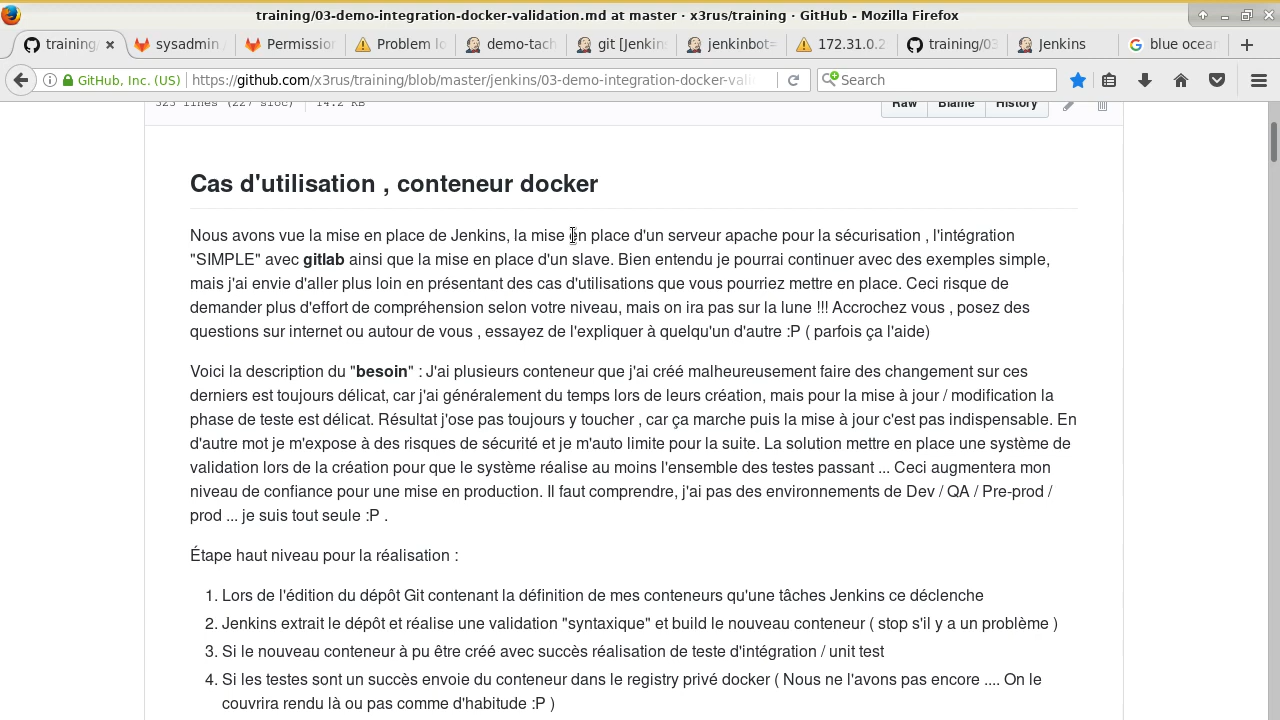 training/03-demo-integration-docker-validation.md at master · x3rus/training · GitHub - Mozilla Firefox
training/ sysadmin Permissio Problem demo-tach git [Jenkin jenkinbot= 172.31.0.2 training/03 Jenkins blue ocean
GitHub, Inc. (US) https://github.com/x3rus/training/blob/master/jenkins/03-demo-integration-docker-vali Search
323 lines (227 sloc) 14.2 KB Raw Blame History
Cas d'utilisation , conteneur docker
Nous avons vue la mise en place de Jenkins, la mise en place d'un serveur apache pour la sécurisation , l'intégration
"SIMPLE" avec gitlab ainsi que la mise en place d'un slave. Bien entendu je pourrai continuer avec des exemples simple,
mais j'ai envie d'aller plus loin en présentant des cas d'utilisations que vous pourriez mettre en place. Ceci risque de
demander plus d'effort de compréhension selon votre niveau, mais on ira pas sur la lune !!! Accrochez vous , posez des
questions sur internet ou autour de vous , essayez de l'expliquer à quelqu'un d'autre :P ( parfois ça l'aide)
Voici la description du "besoin" : J'ai plusieurs conteneur que j'ai créé malheureusement faire des changement sur ces
derniers est toujours délicat, car j'ai généralement du temps lors de leurs création, mais pour la mise à jour / modification la
phase de teste est délicat. Résultat j'ose pas toujours y toucher , car ça marche puis la mise à jour c'est pas indispensable. En
d'autre mot je m'expose à des risques de sécurité et je m'auto limite pour la suite. La solution mettre en place une système de
validation lors de la création pour que le système réalise au moins l'ensemble des testes passant ... Ceci augmentera mon
niveau de confiance pour une mise en production. Il faut comprendre, j'ai pas des environnements de Dev / QA / Pre-prod /
prod ... je suis tout seule :P .
Étape haut niveau pour la réalisation :
1. Lors de l'édition du dépôt Git contenant la définition de mes conteneurs qu'une tâches Jenkins ce déclenche
2. Jenkins extrait le dépôt et réalise une validation "syntaxique" et build le nouveau conteneur ( stop s'il y a un problème )
3. Si le nouveau conteneur à pu être créé avec succès réalisation de teste d'intégration / unit test
4. Si les testes sont un succès envoie du conteneur dans le registry privé docker ( Nous ne l'avons pas encore .... On le
couvrira rendu là ou pas comme d'habitude :P )